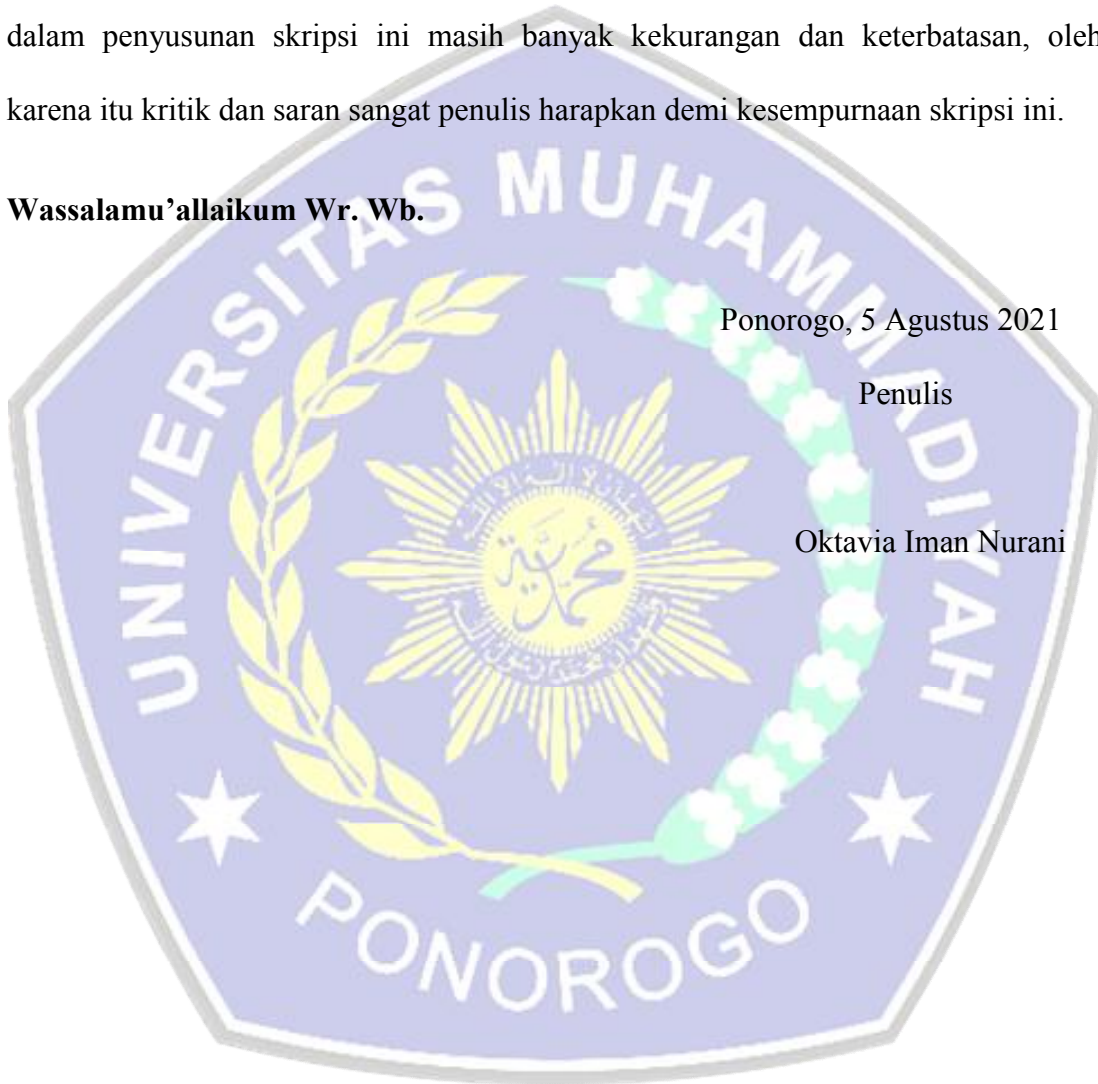 dalam penyusunan skripsi ini masih banyak kekurangan dan keterbatasan, oleh
karena itu kritik dan saran sangat penulis harapkan demi kesempurnaan skripsi ini.
Wassalamu’allaikum Wr. Wb.
Ponorogo, 5 Agustus 2021
Penulis
Oktavia Iman Nurani
UNIVERSITAS MUHAMMADIYAH
PONOROGO
محمدية